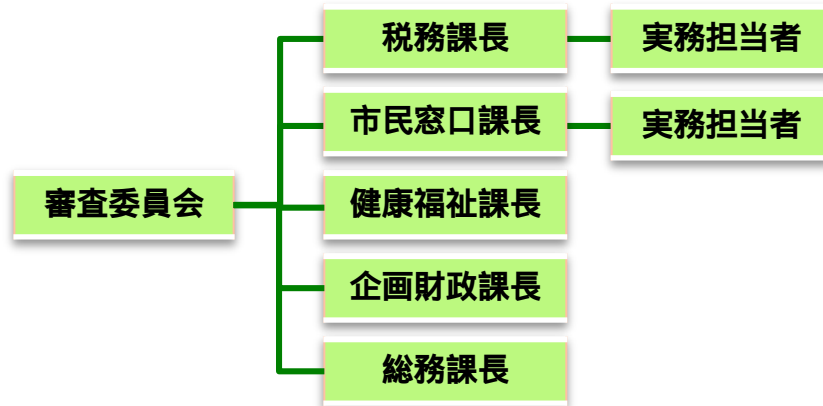 税務課長
実務担当者
市民窓口課長
実務担当者
審査委員会
健康福祉課長
企画財政課長
総務課長